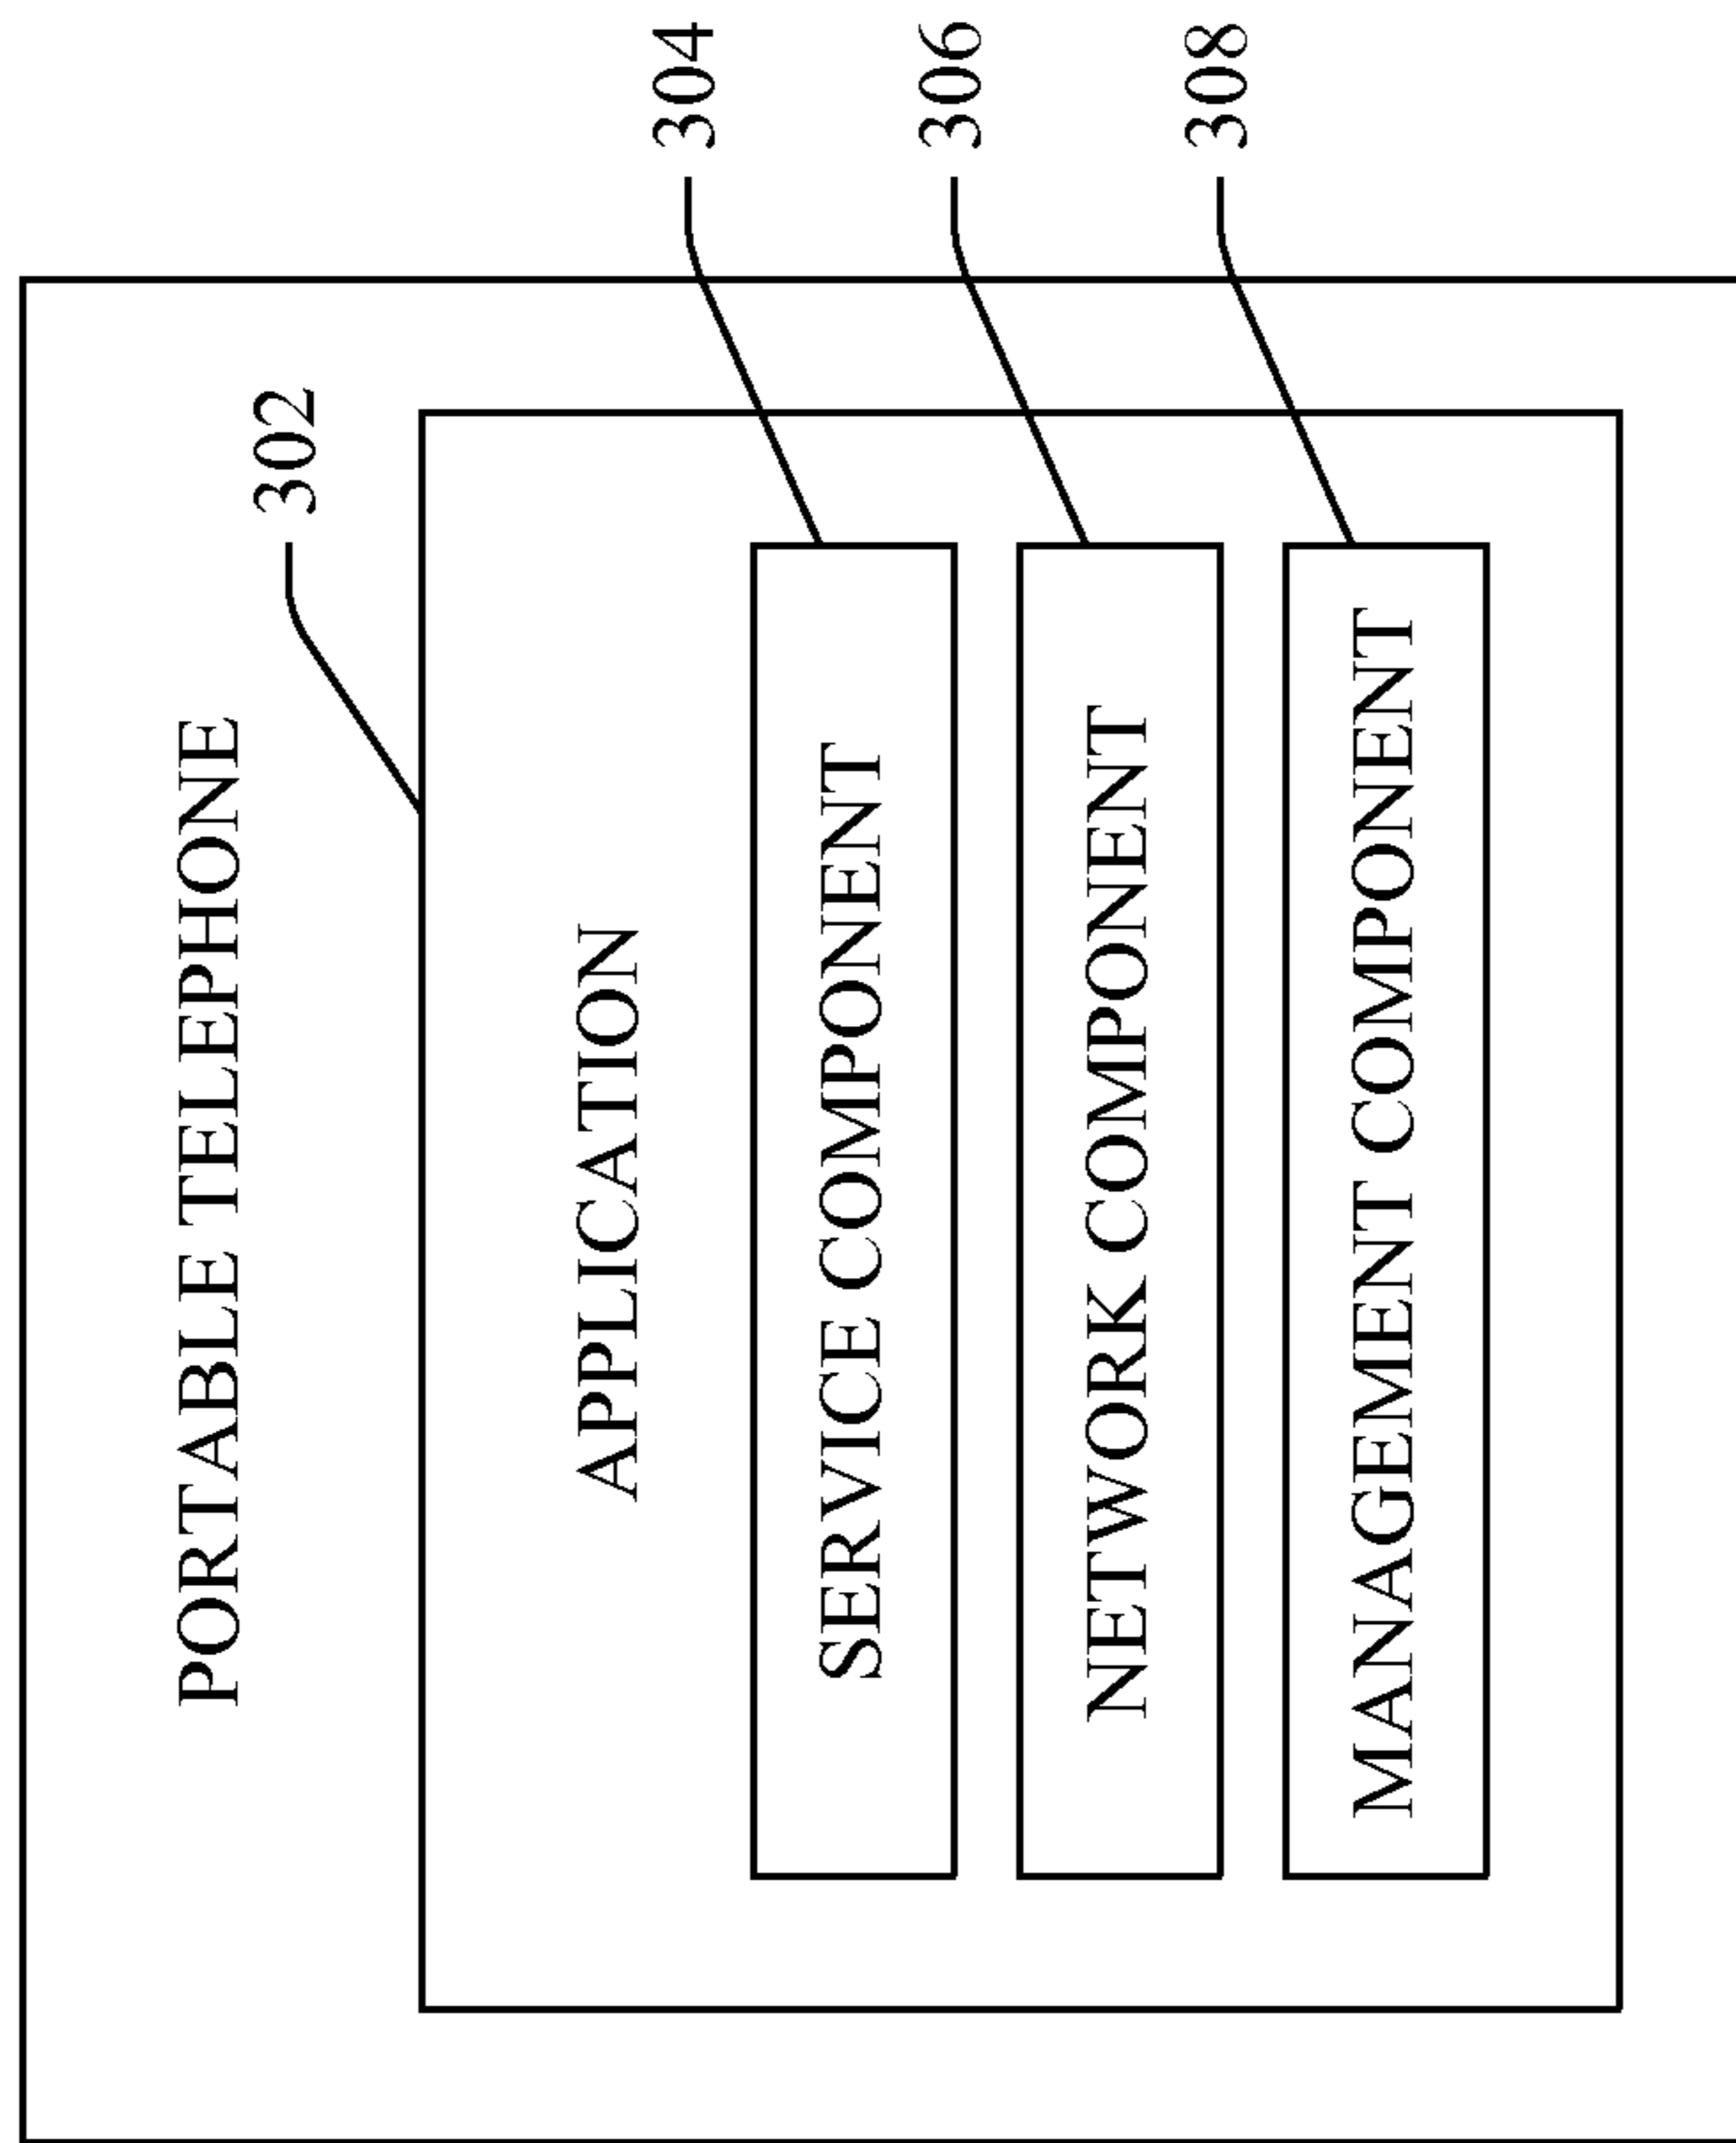 PORTABLE TELEPHONE
302
APPLICATION
304
SERVICE COMPONENT
306
NETWORK COMPONENT
308
MANAGEMENT COMPONENT